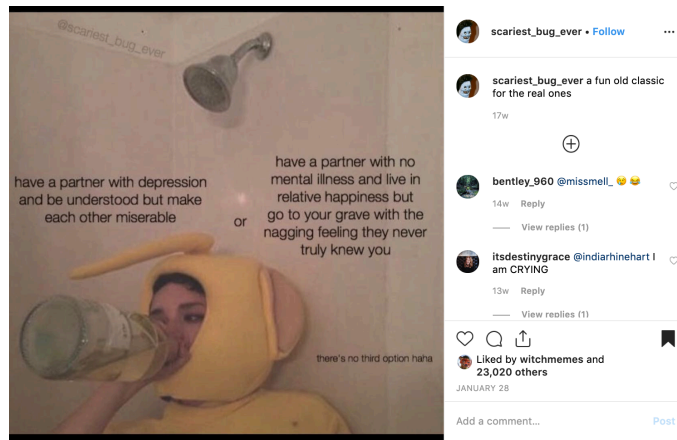 @scariest_bug_ever
have a partner with depression
and be understood but make
each other miserable
or
have a partner with no
mental illness and live in
relative happiness but
go to your grave with the
nagging feeling they never
truly knew you
there's no third option haha
scariest_bug_ever • Follow
scariest_bug_ever a fun old classic
for the real ones
17w
bentley_960 @missmell_ 🥲 😂
14w Reply
View replies (1)
itsdestinygrace @indiarhinehart I
am CRYING
13w Reply
View replies (1)
Liked by witchmemes and
23,020 others
JANUARY 28
Add a comment...
Post